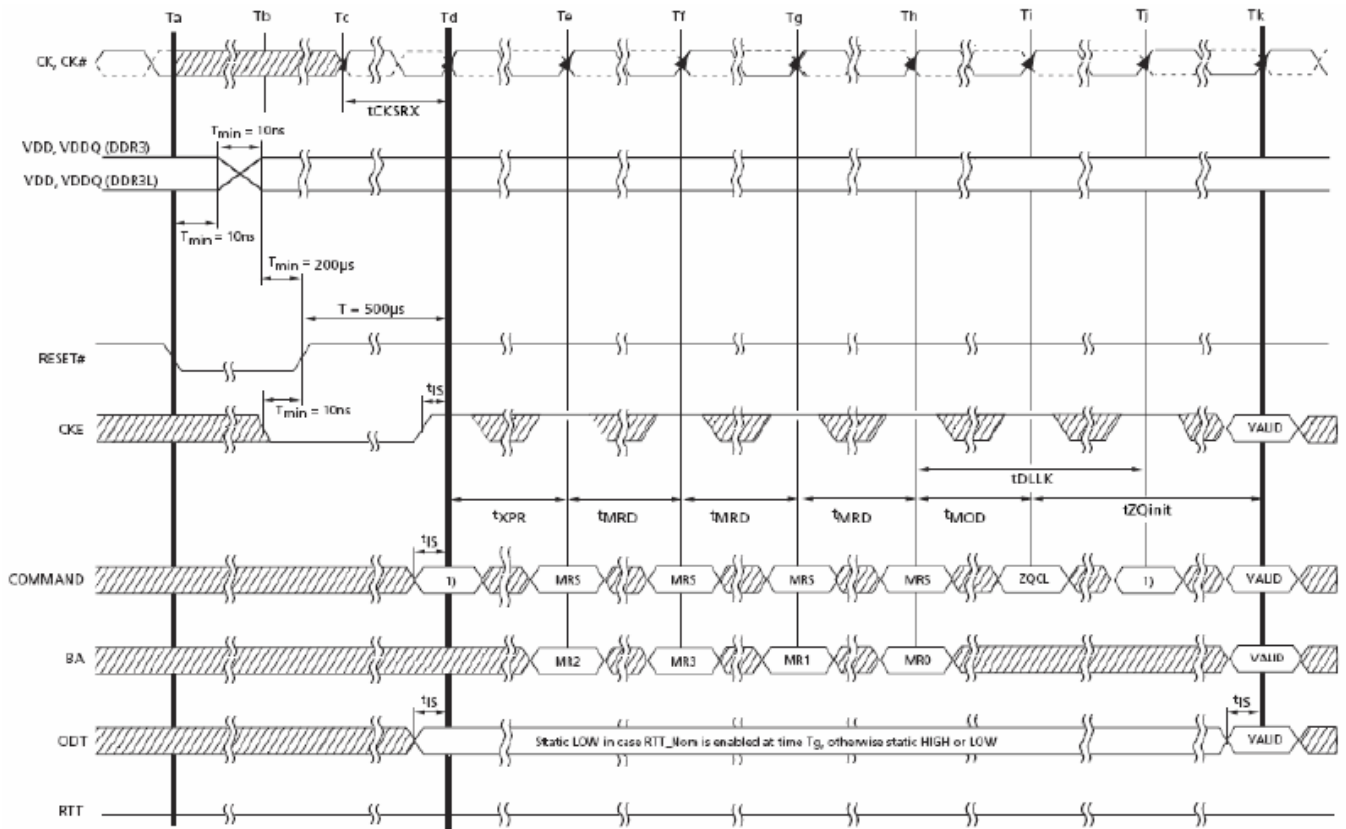 Ta Tb Tc Td Te Tf Tg Th Ti Tj Tk
CK, CK#
tCKSRX
Tmin = 10ns
VDD, VDDQ (DDR3)
VDD, VDDQ (DDR3L)
Tmin = 10ns
Tmin = 200µs
T = 500µs
RESET#
tIS
Tmin = 10ns
CKE VALID
tDLLK
tXPR tMRD tMRD tMRD tMOD tZQinit
tIS
COMMAND 1) MRS MRS MRS MRS ZQCL 1) VALID
BA MR2 MR3 MR1 MR0 VALID
tIS tIS
ODT Static LOW in case RTT_Nom is enabled at time Tg, otherwise static HIGH or LOW VALID
RTT